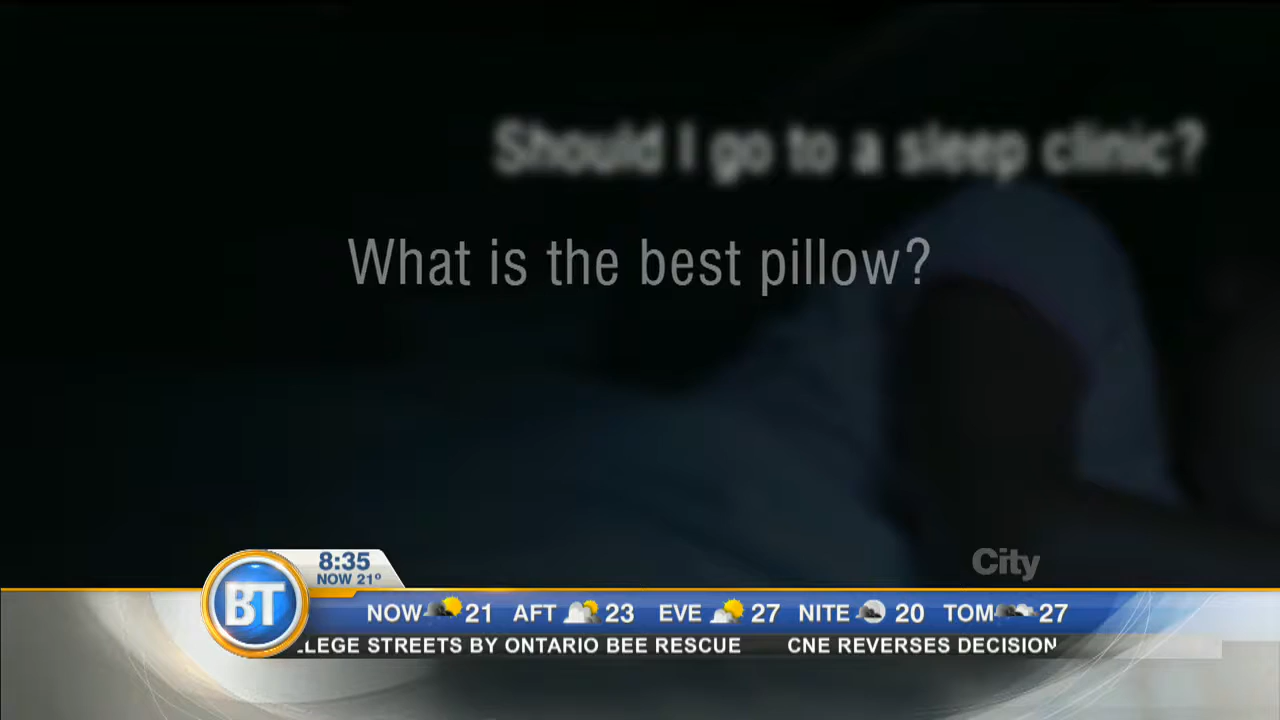 Should I go to a sleep clinic?
What is the best pillow?
City
8:35
NOW 21°
BT
NOW 21 AFT 23 EVE 27 NITE 20 TOM 27
LEGE STREETS BY ONTARIO BEE RESCUE CNE REVERSES DECISION